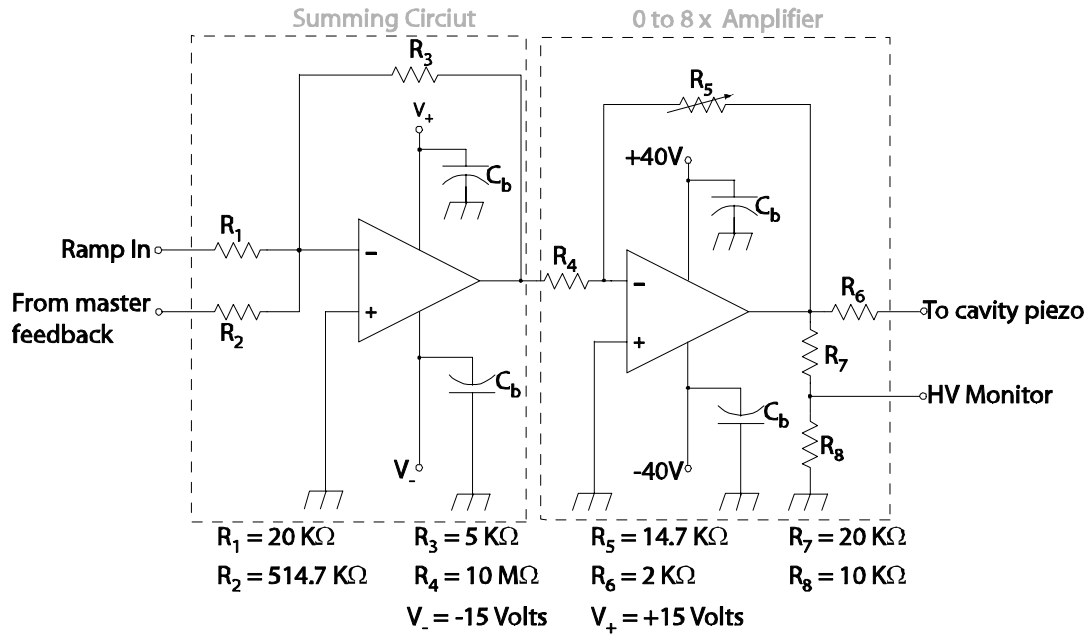 Summing Circiut
0 to 8 x Amplifier
R3
R5
V+
+40V
Cb
Cb
R1
Ramp In
−
R4
−
R6
From master
feedback
+
To cavity piezo
R2
+
R7
Cb
HV Monitor
Cb
R8
V-
-40V
R1 = 20 KΩ
R3 = 5 KΩ
R5 = 14.7 KΩ
R7 = 20 KΩ
R2 = 514.7 KΩ
R4 = 10 MΩ
R6 = 2 KΩ
R8 = 10 KΩ
V- = -15 Volts
V+ = +15 Volts